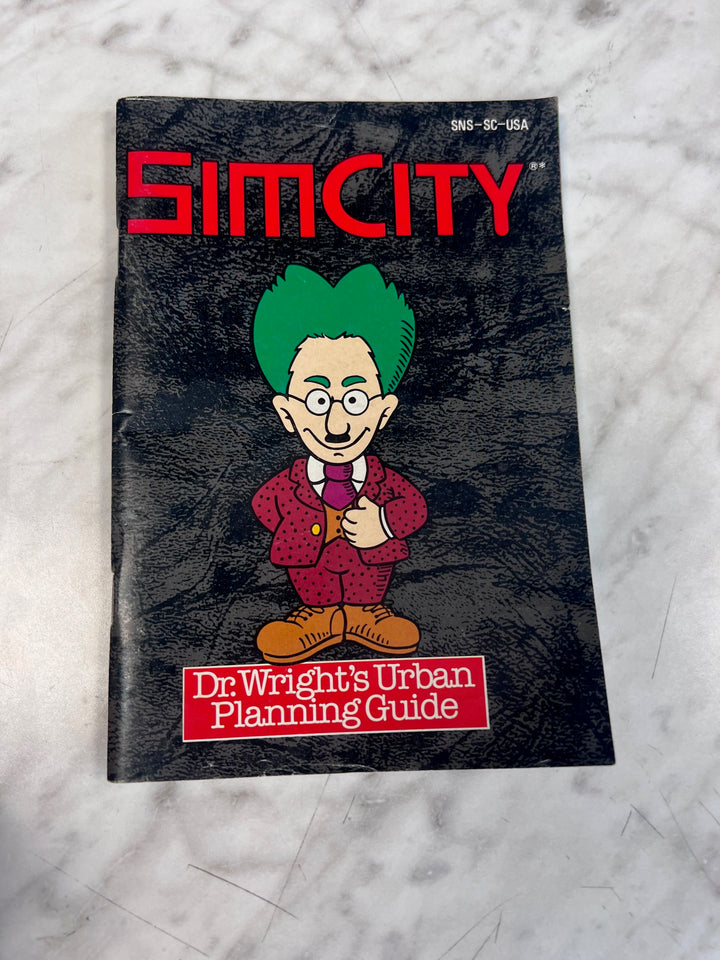 SNS-SC-USA
SIMCITY®*
Dr. Wright's Urban
Planning Guide